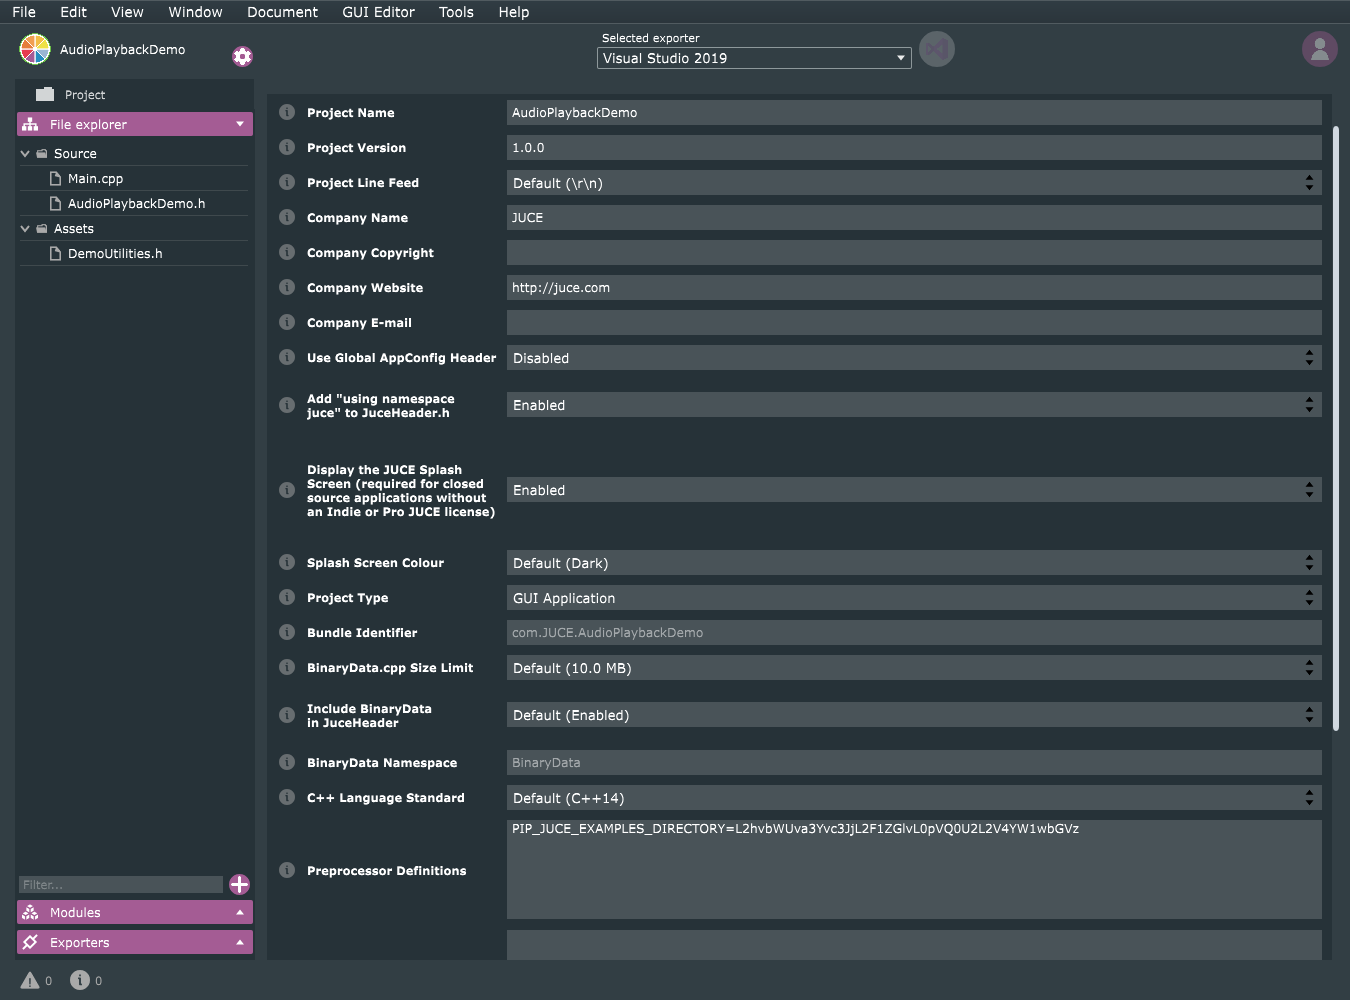 File Edit View Window Document GUI Editor Tools Help
AudioPlaybackDemo
Selected exporter
Visual Studio 2019
Project
File explorer
Source
Main.cpp
AudioPlaybackDemo.h
Assets
DemoUtilities.h
Filter...
Modules
Exporters
0 0
Project Name AudioPlaybackDemo
Project Version 1.0.0
Project Line Feed Default (\r\n)
Company Name JUCE
Company Copyright
Company Website http://juce.com
Company E-mail
Use Global AppConfig Header Disabled
Add "using namespace
juce" to JuceHeader.h Enabled
Display the JUCE Splash
Screen (required for closed
source applications without
an Indie or Pro JUCE license) Enabled
Splash Screen Colour Default (Dark)
Project Type GUI Application
Bundle Identifier com.JUCE.AudioPlaybackDemo
BinaryData.cpp Size Limit Default (10.0 MB)
Include BinaryData
in JuceHeader Default (Enabled)
BinaryData Namespace BinaryData
C++ Language Standard Default (C++14)
Preprocessor Definitions PIP_JUCE_EXAMPLES_DIRECTORY=L2hvbWUva3Yvc3JjL2F1ZGlvL0pVQ0U2L2V4YW1wbGVz